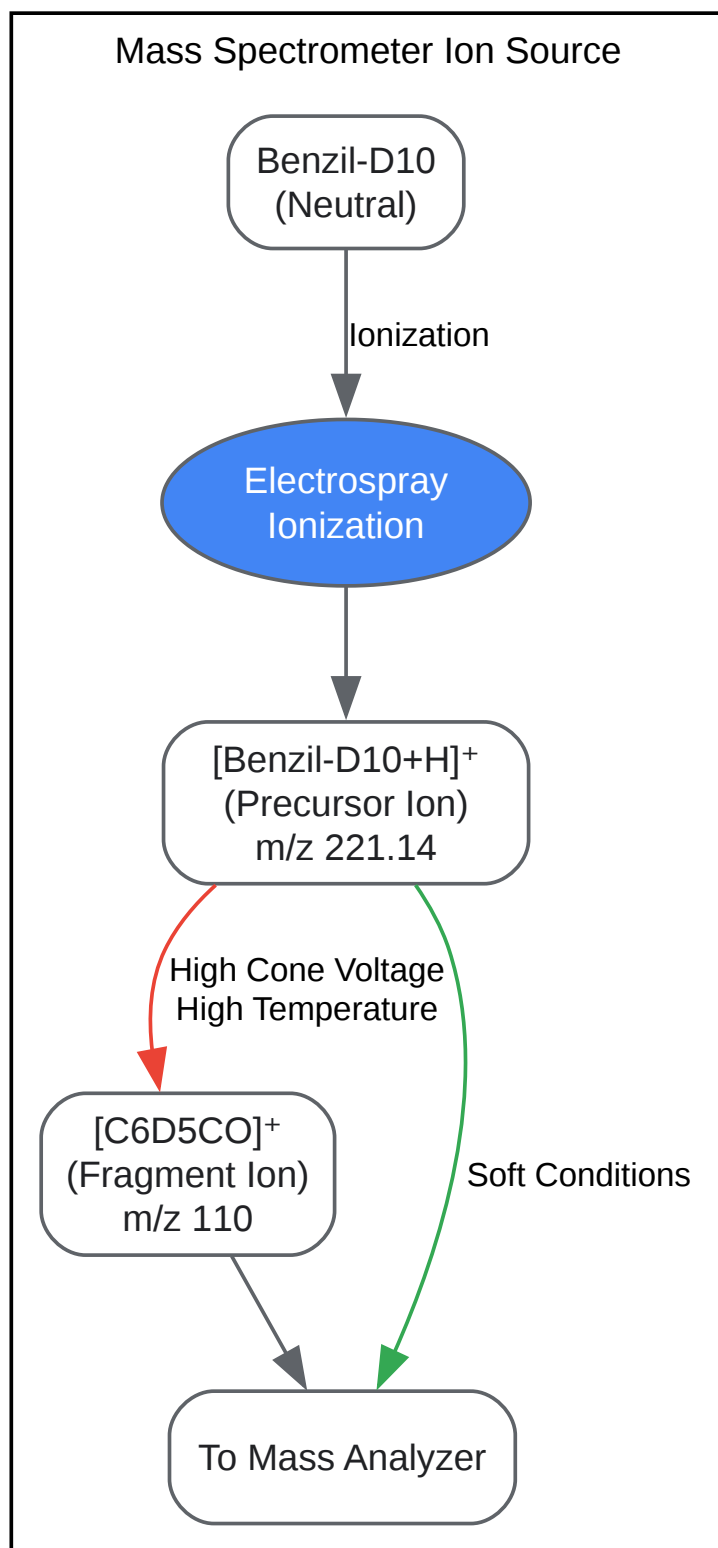 Mass Spectrometer Ion Source
Benzil-D10
(Neutral)
Ionization
Electrospray
Ionization
[Benzil-D10+H]⁺
(Precursor Ion)
m/z 221.14
High Cone Voltage
High Temperature
[C6D5CO]⁺
(Fragment Ion)
m/z 110
Soft Conditions
To Mass Analyzer